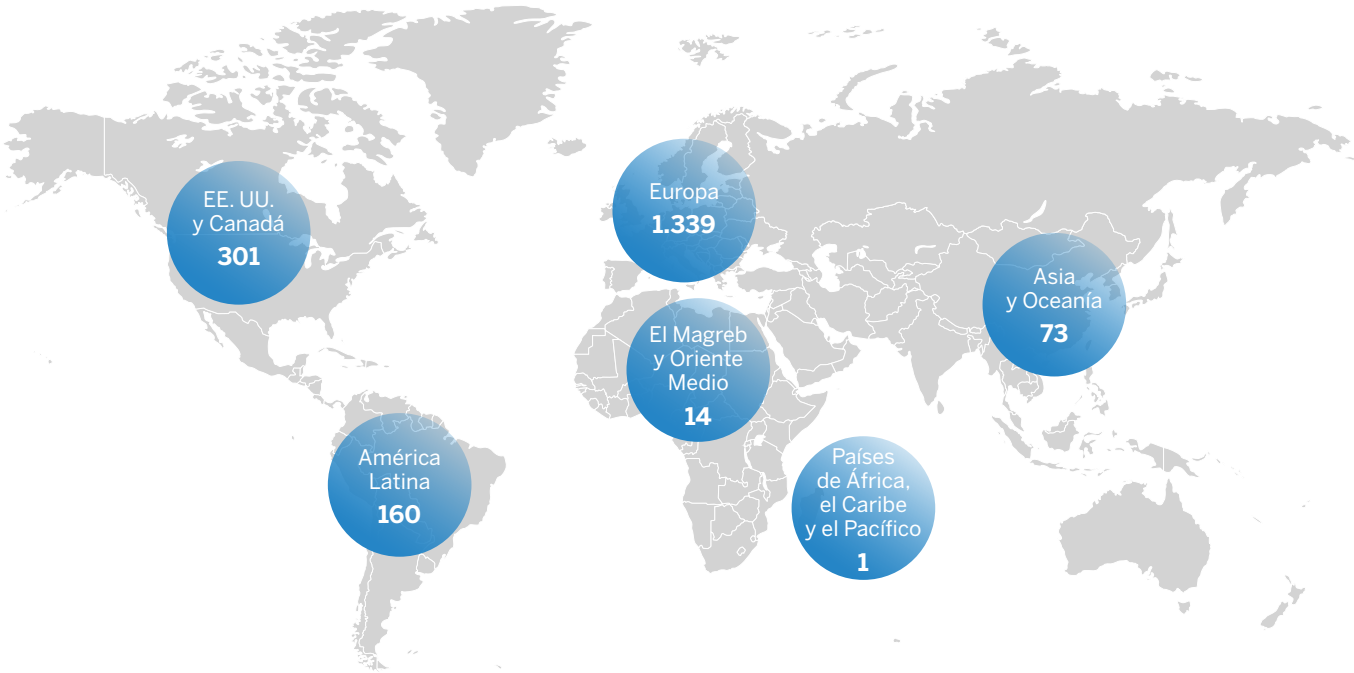 EE. UU.
y Canadá
301
Europa
1.339
Asia
y Oceanía
73
El Magreb
y Oriente
Medio
14
América
Latina
160
Países
de África,
el Caribe
y el Pacífico
1